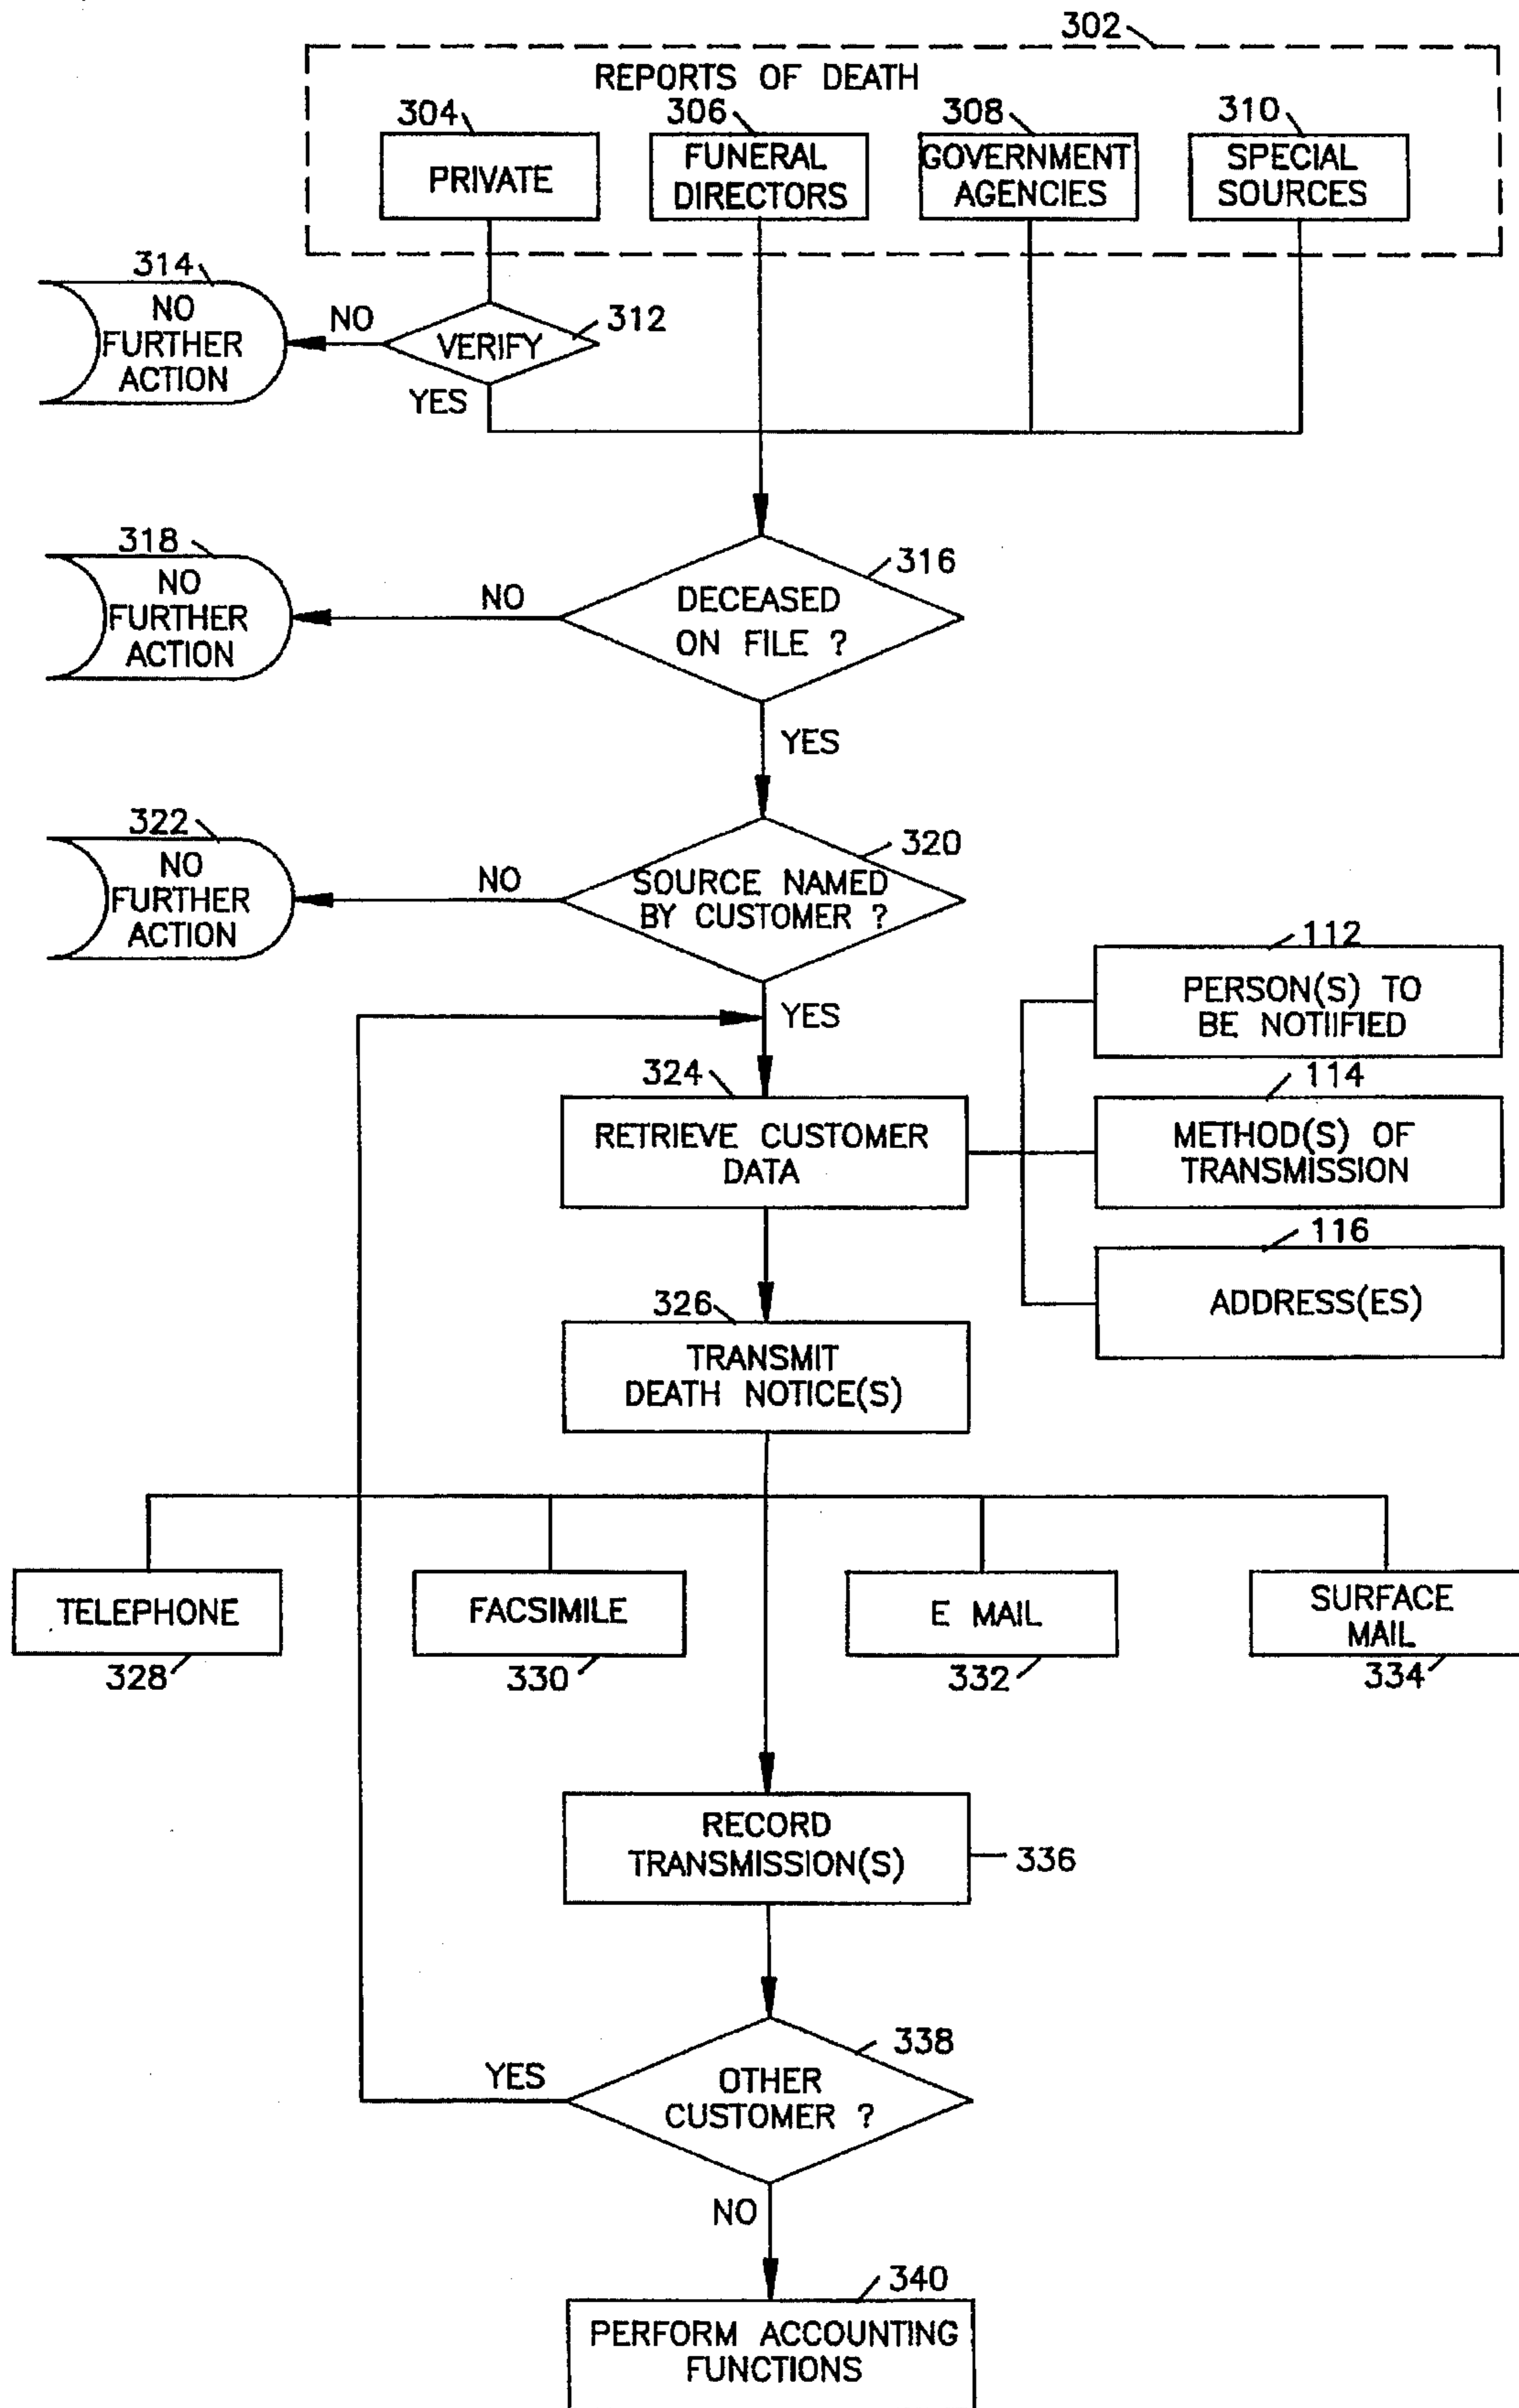 302
REPORTS OF DEATH
304
306
308
310
PRIVATE
FUNERAL
DIRECTORS
GOVERNMENT
AGENCIES
SPECIAL
SOURCES
314
NO
FURTHER
ACTION
NO
VERIFY
312
YES
318
NO
FURTHER
ACTION
NO
316
DECEASED
ON FILE ?
YES
322
NO
FURTHER
ACTION
NO
320
SOURCE NAMED
BY CUSTOMER ?
YES
112
PERSON(S) TO
BE NOTIIFIED
324
RETRIEVE CUSTOMER
DATA
114
METHOD(S) OF
TRANSMISSION
116
ADDRESS(ES)
326
TRANSMIT
DEATH NOTICE(S)
TELEPHONE
328
FACSIMILE
330
E MAIL
332
SURFACE
MAIL
334
RECORD
TRANSMISSION(S)
336
338
YES
OTHER
CUSTOMER ?
NO
340
PERFORM ACCOUNTING
FUNCTIONS